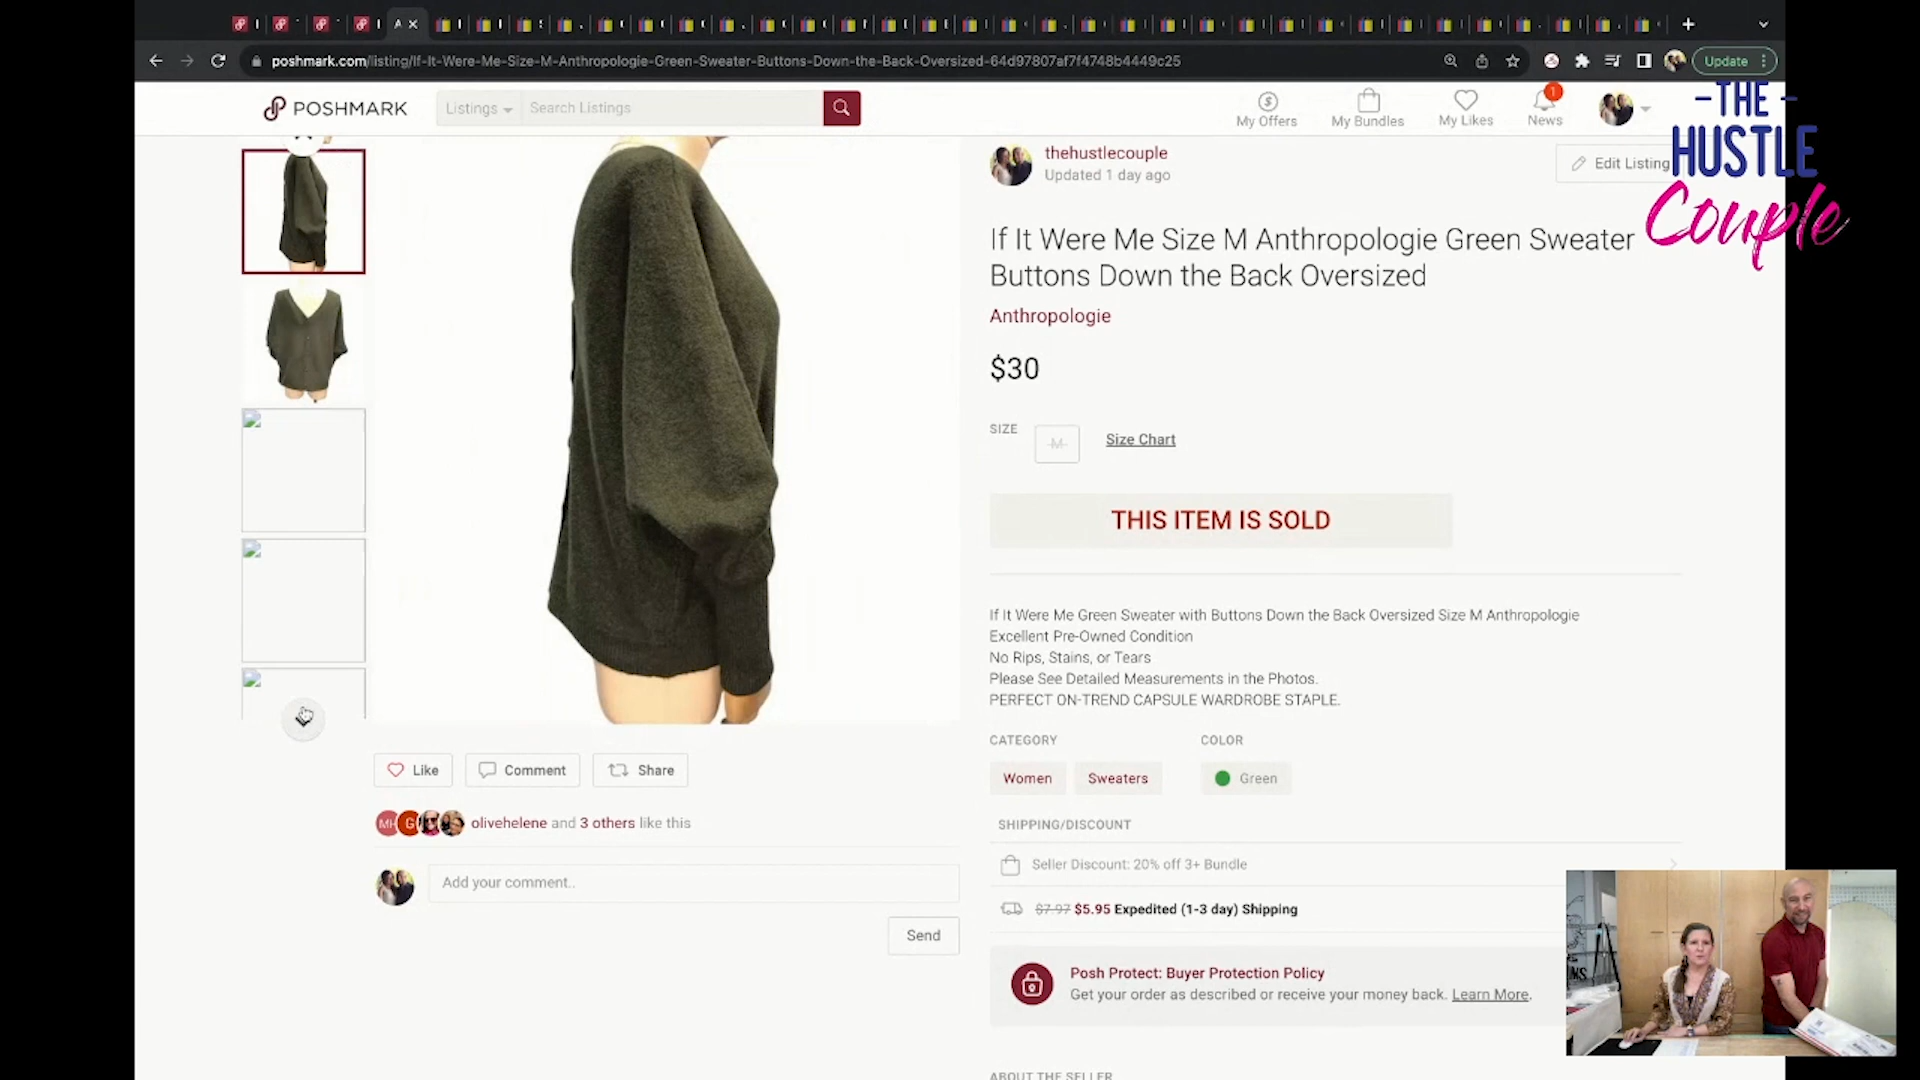 Update
poshmark.com/listing/If-It-Were-Me-Size-M-Anthropologie-Green-Sweater-Buttons-Down-the-Back-Oversized-64d97807af7f4748b4449c25
POSHMARK
Listings
Search Listings
My Offers
My Bundles
My Likes
1
News
-THE-
HUSTLE
Couple
thehustlecouple
Updated 1 day ago
Edit Listing
If It Were Me Size M Anthropologie Green Sweater
Buttons Down the Back Oversized
Anthropologie
$30
SIZE
M
Size Chart
THIS ITEM IS SOLD
If It Were Me Green Sweater with Buttons Down the Back Oversized Size M Anthropologie
Excellent Pre-Owned Condition
No Rips, Stains, or Tears
Please See Detailed Measurements in the Photos.
PERFECT ON-TREND CAPSULE WARDROBE STAPLE.
CATEGORY
COLOR
Women
Sweaters
Green
SHIPPING/DISCOUNT
Seller Discount: 20% off 3+ Bundle
$7.97 $5.95 Expedited (1-3 day) Shipping
Posh Protect: Buyer Protection Policy
Get your order as described or receive your money back. Learn More.
ABOUT THE SELLER
Like
Comment
Share
olivehelene and 3 others like this
Add your comment..
Send